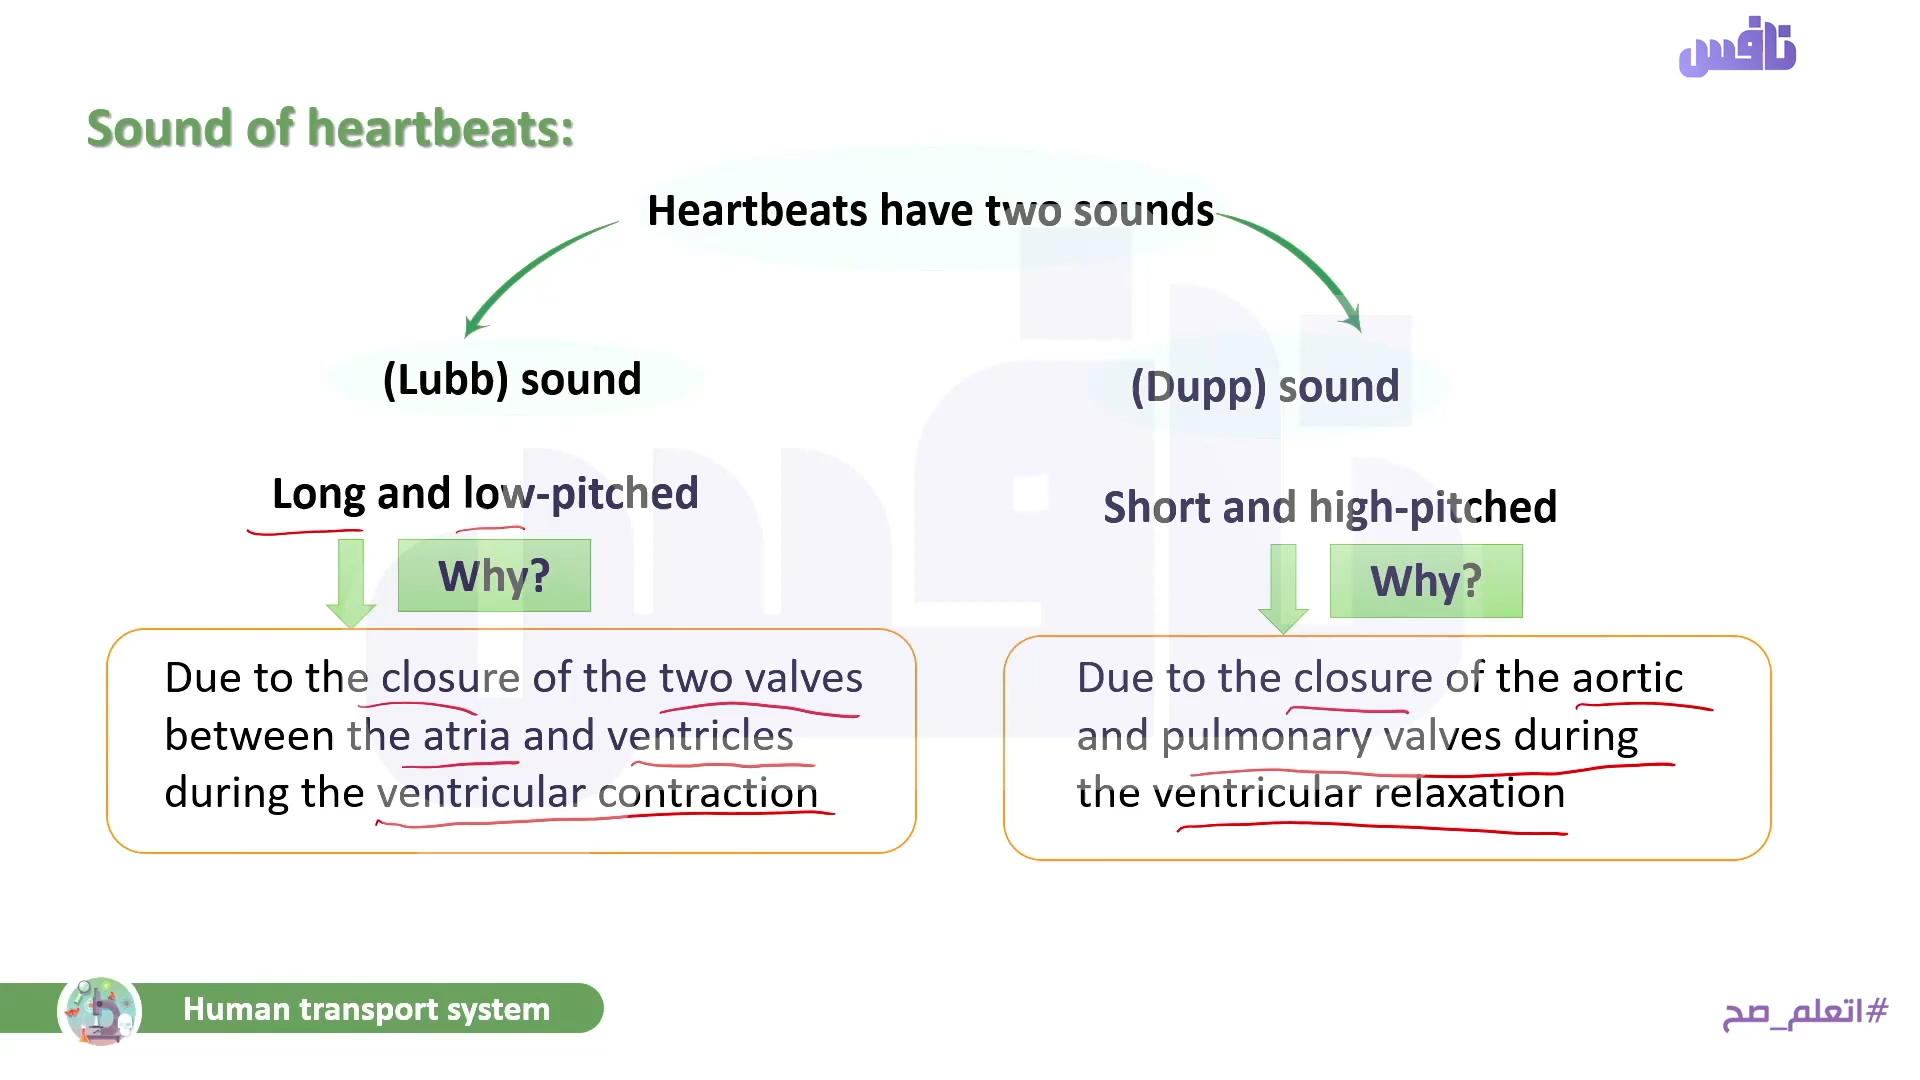 نافس
Sound of heartbeats:
Heartbeats have two sounds
(Lubb) sound
Long and low-pitched
Why?
Due to the closure of the two valves
between the atria and ventricles
during the ventricular contraction
(Dupp) sound
Short and high-pitched
Why?
Due to the closure of the aortic
and pulmonary valves during
the ventricular relaxation
Human transport system
#اتعلم_صح